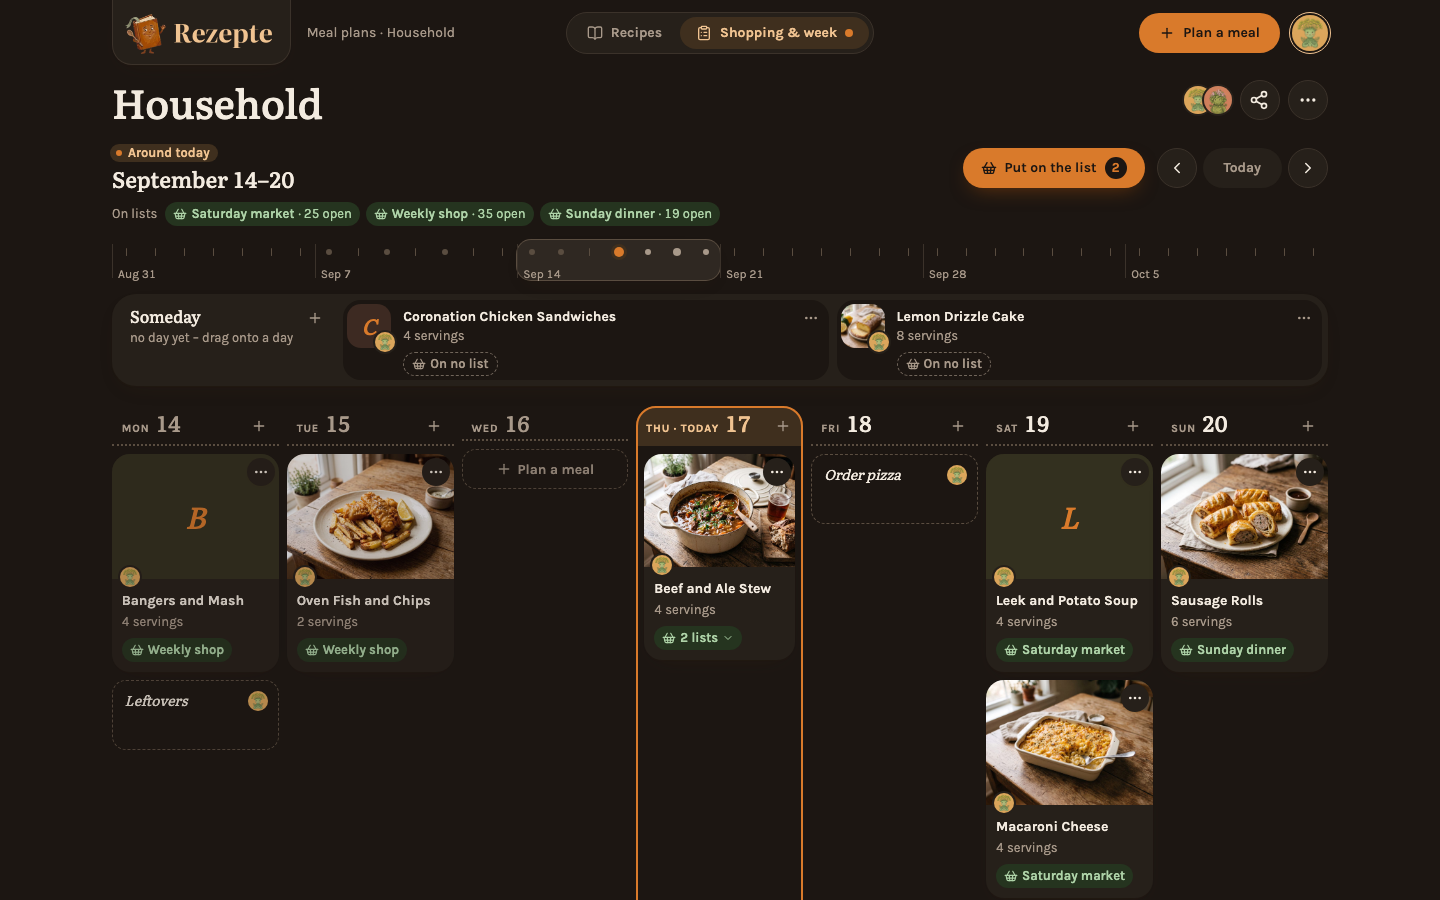 Rezepte
Meal plans · Household
Recipes
Shopping & week
Plan a meal
Household
Around today
September 14–20
Put on the list 2
Today
On lists
Saturday market · 25 open
Weekly shop · 35 open
Sunday dinner · 19 open
Aug 31
Sep 7
Sep 14
Sep 21
Sep 28
Oct 5
Someday
no day yet – drag onto a day
C
Coronation Chicken Sandwiches
4 servings
On no list
Lemon Drizzle Cake
8 servings
On no list
MON 14
B
Bangers and Mash
4 servings
Weekly shop
Leftovers
TUE 15
Oven Fish and Chips
2 servings
Weekly shop
WED 16
Plan a meal
THU · TODAY 17
Beef and Ale Stew
4 servings
2 lists
FRI 18
Order pizza
SAT 19
L
Leek and Potato Soup
4 servings
Saturday market
Macaroni Cheese
4 servings
Saturday market
SUN 20
Sausage Rolls
6 servings
Sunday dinner